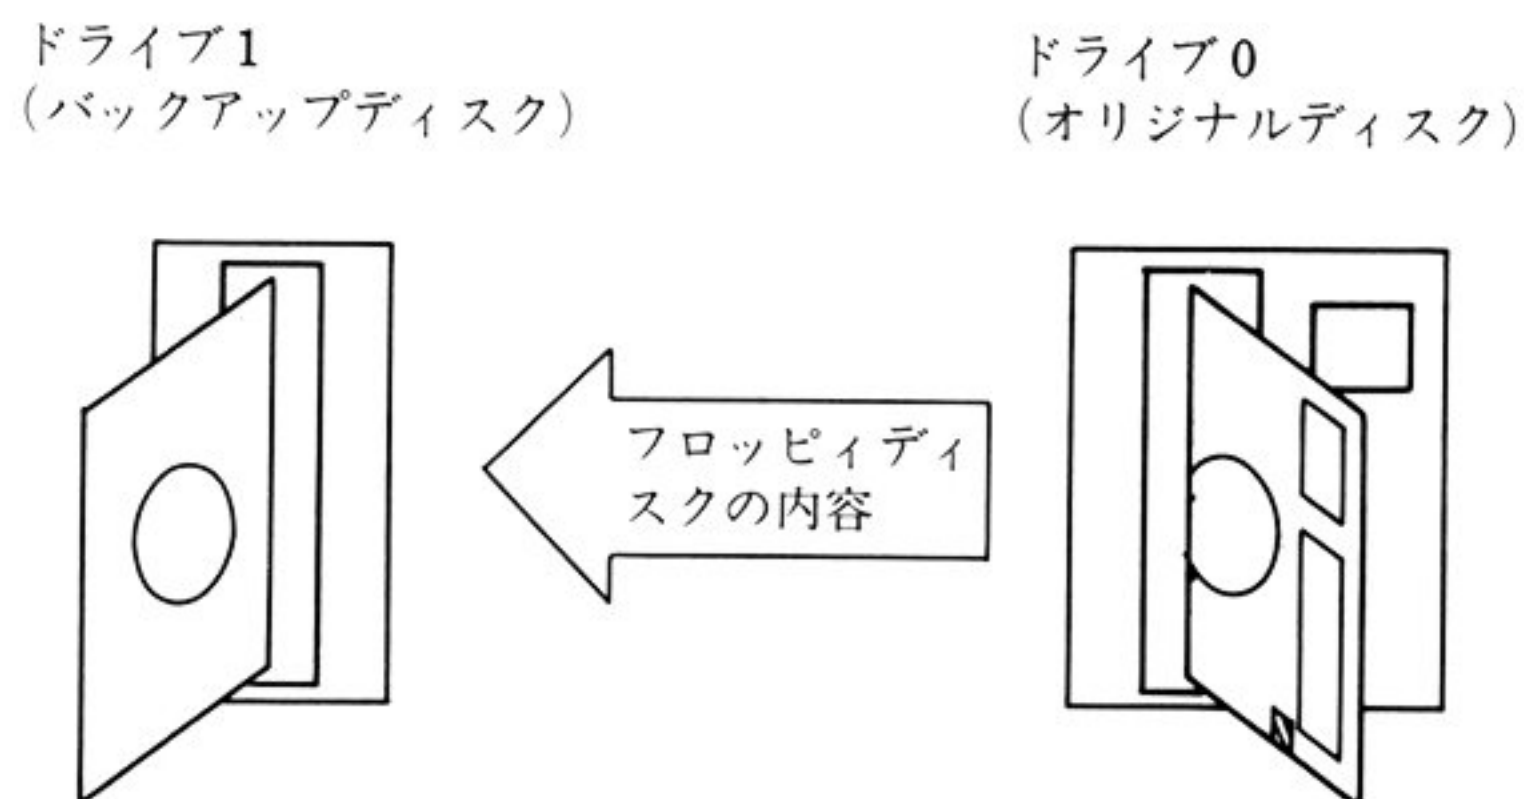 ドライブ1
(バックアップディスク)
ドライブ0
(オリジナルディスク)
フロッピィディ
スクの内容